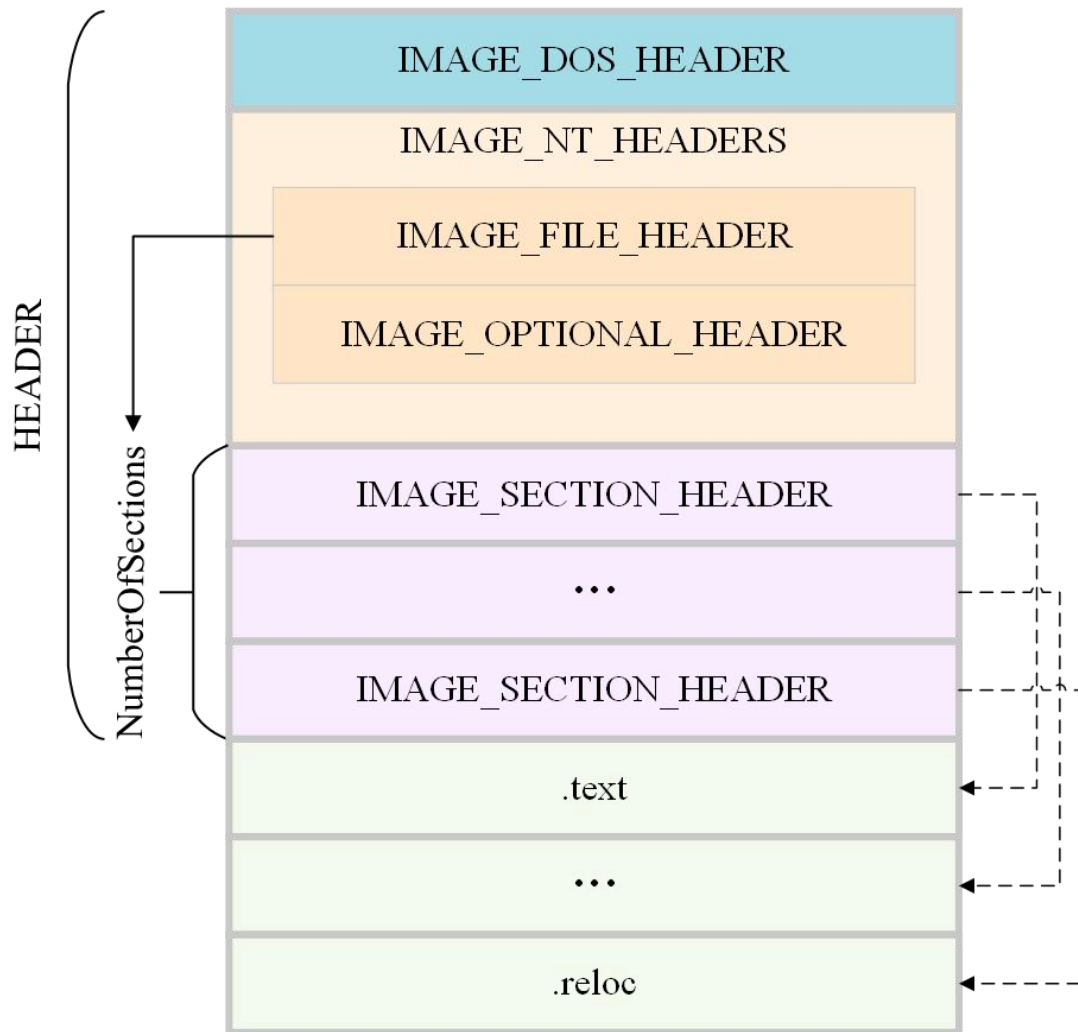 HEADER
NumberOfSections
IMAGE_DOS_HEADER
IMAGE_NT_HEADERS
IMAGE_FILE_HEADER
IMAGE_OPTIONAL_HEADER
IMAGE_SECTION_HEADER
...
IMAGE_SECTION_HEADER
.text
...
.reloc